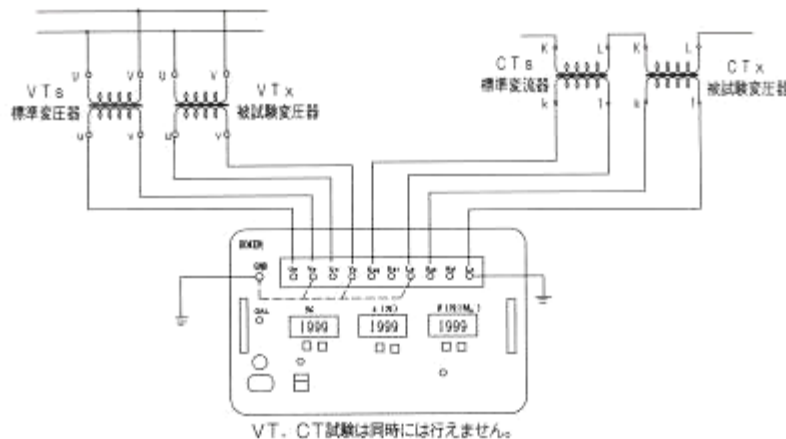 U V U V
VTs
標準変圧器
VTx
被試験変圧器
u v u v
K L K L
CTs
標準変流器
CTx
被試験変圧器
k l k l
GND
CAL
%
1999
1999
1999
VT、CT試験は同時には行えません。